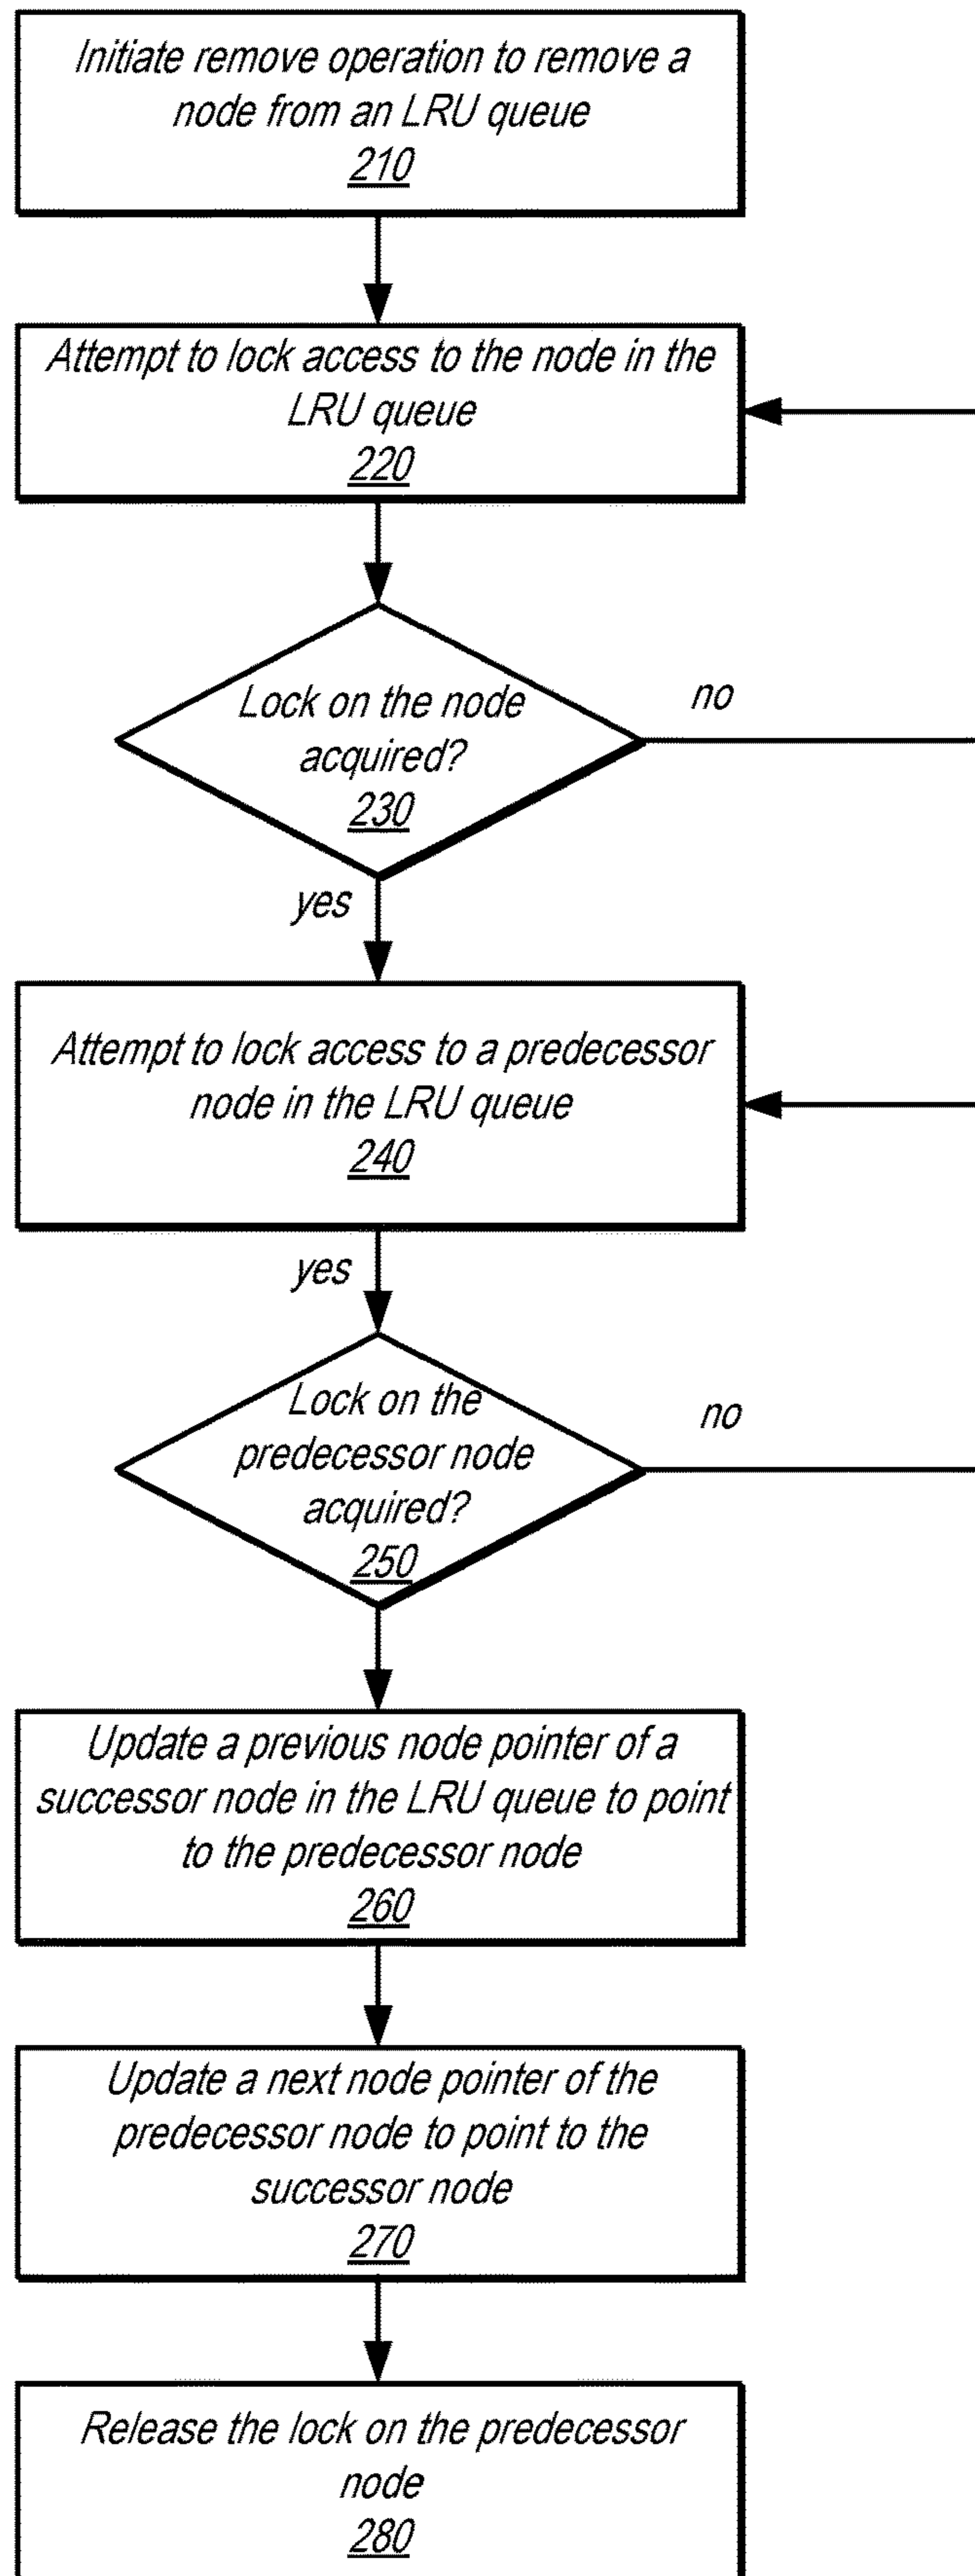 Initiate remove operation to remove a
node from an LRU queue
210
Attempt to lock access to the node in the
LRU queue
220
Lock on the node
acquired?
230
no
yes
Attempt to lock access to a predecessor
node in the LRU queue
240
yes
Lock on the
predecessor node
acquired?
250
no
Update a previous node pointer of a
successor node in the LRU queue to point
to the predecessor node
260
Update a next node pointer of the
predecessor node to point to the
successor node
270
Release the lock on the predecessor
node
280